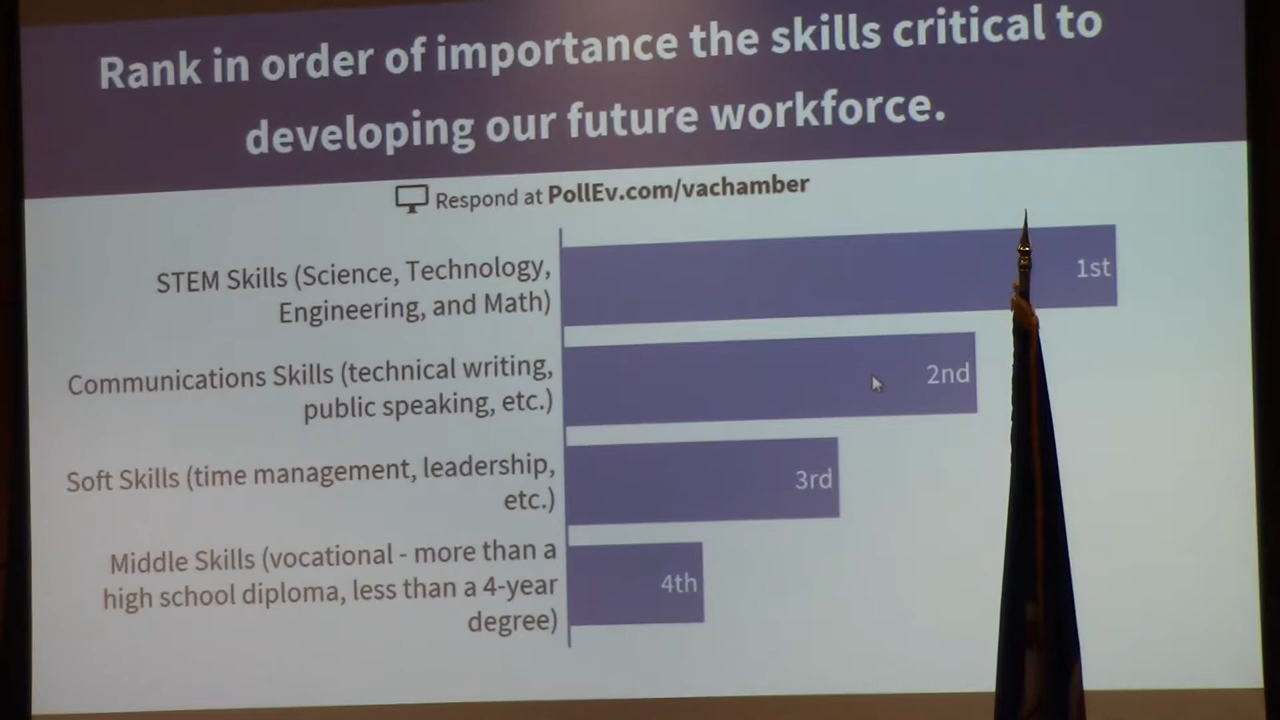 Rank in order of importance the skills critical to
developing our future workforce.
Respond at PollEv.com/vachamber
STEM Skills (Science, Technology,
Engineering, and Math)
1st
Communications Skills (technical writing,
public speaking, etc.)
2nd
Soft Skills (time management, leadership,
etc.)
3rd
Middle Skills (vocational - more than a
high school diploma, less than a 4-year
degree)
4th